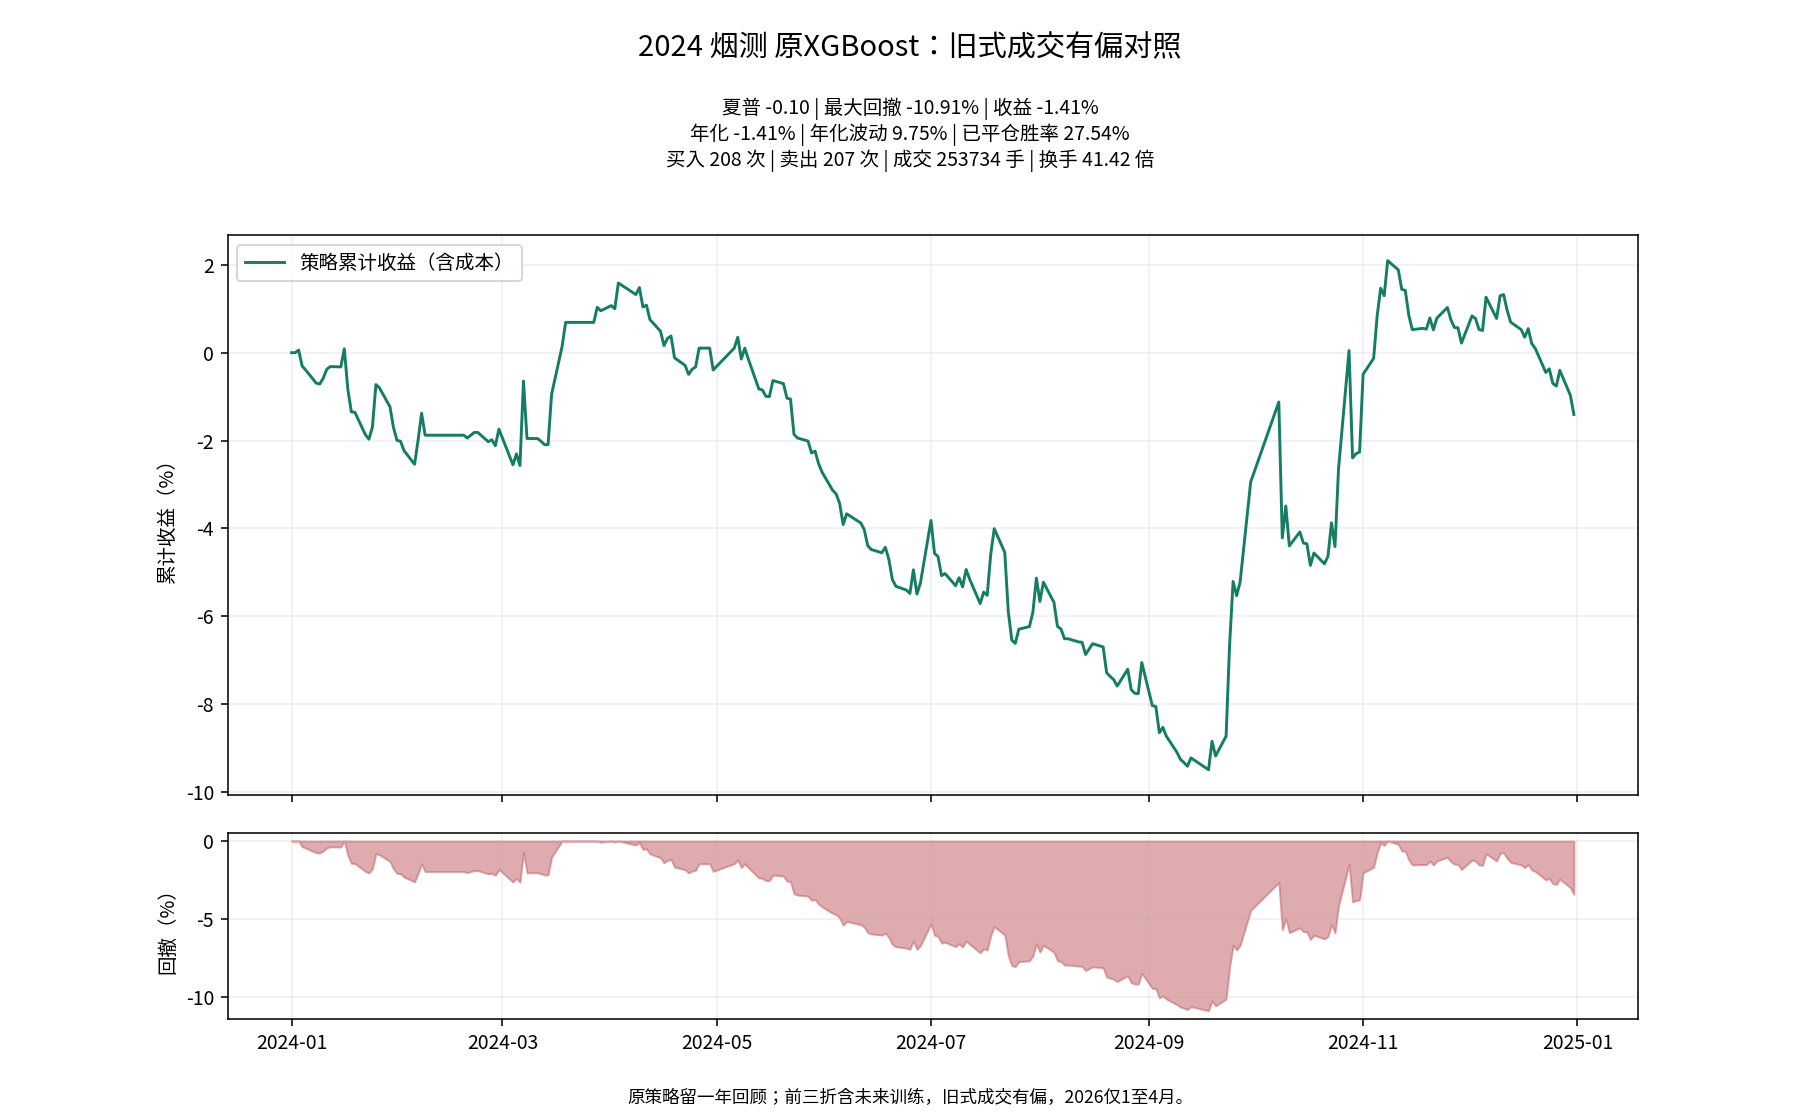 2024 烟测 原XGBoost：旧式成交有偏对照
夏普 -0.10 | 最大回撤 -10.91% | 收益 -1.41%
年化 -1.41% | 年化波动 9.75% | 已平仓胜率 27.54%
买入 208 次 | 卖出 207 次 | 成交 253734 手 | 换手 41.42 倍
策略累计收益（含成本）
累计收益（%）
2
0
-2
-4
-6
-8
-10
回撤（%）
0
-5
-10
2024-01
2024-03
2024-05
2024-07
2024-09
2024-11
2025-01
原策略留一年回顾；前三折含未来训练，旧式成交有偏，2026仅1至4月。